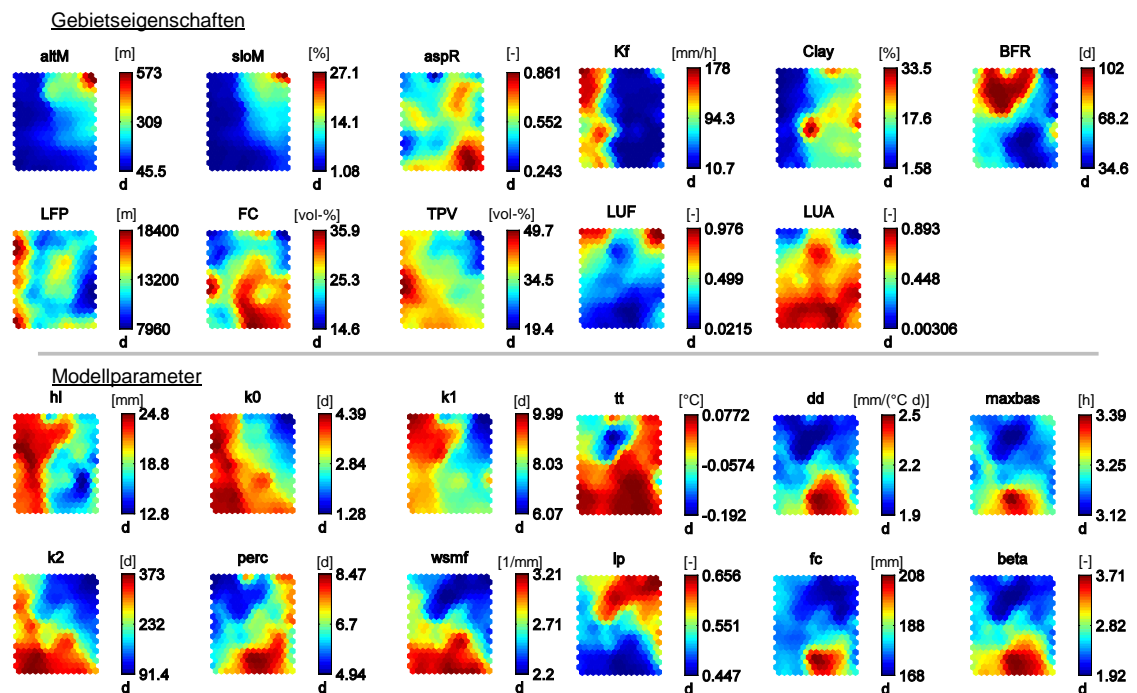 Gebietseigenschaften
altM [m] sloM [%] aspR [-] Kf [mm/h] Clay [%] BFR [d]
573 27.1 0.861 178 33.5 102
309 14.1 0.552 94.3 17.6 68.2
45.5 1.08 0.243 10.7 1.58 34.6
d d d d d d
LFP [m] FC [vol-%] TPV [vol-%] LUF [-] LUA [-]
18400 35.9 49.7 0.976 0.893
13200 25.3 34.5 0.499 0.448
7960 14.6 19.4 0.0215 0.00306
d d d d d
Modellparameter
hl [mm] k0 [d] k1 [d] tt [°C] dd [mm/(°C d)] maxbas [h]
24.8 4.39 9.99 0.0772 2.5 3.39
18.8 2.84 8.03 -0.0574 2.2 3.25
12.8 1.28 6.07 -0.192 1.9 3.12
d d d d d d
k2 [d] perc [d] wsmf [1/mm] lp [-] fc [mm] beta [-]
373 8.47 3.21 0.656 208 3.71
232 6.7 2.71 0.551 188 2.82
91.4 4.94 2.2 0.447 168 1.92
d d d d d d